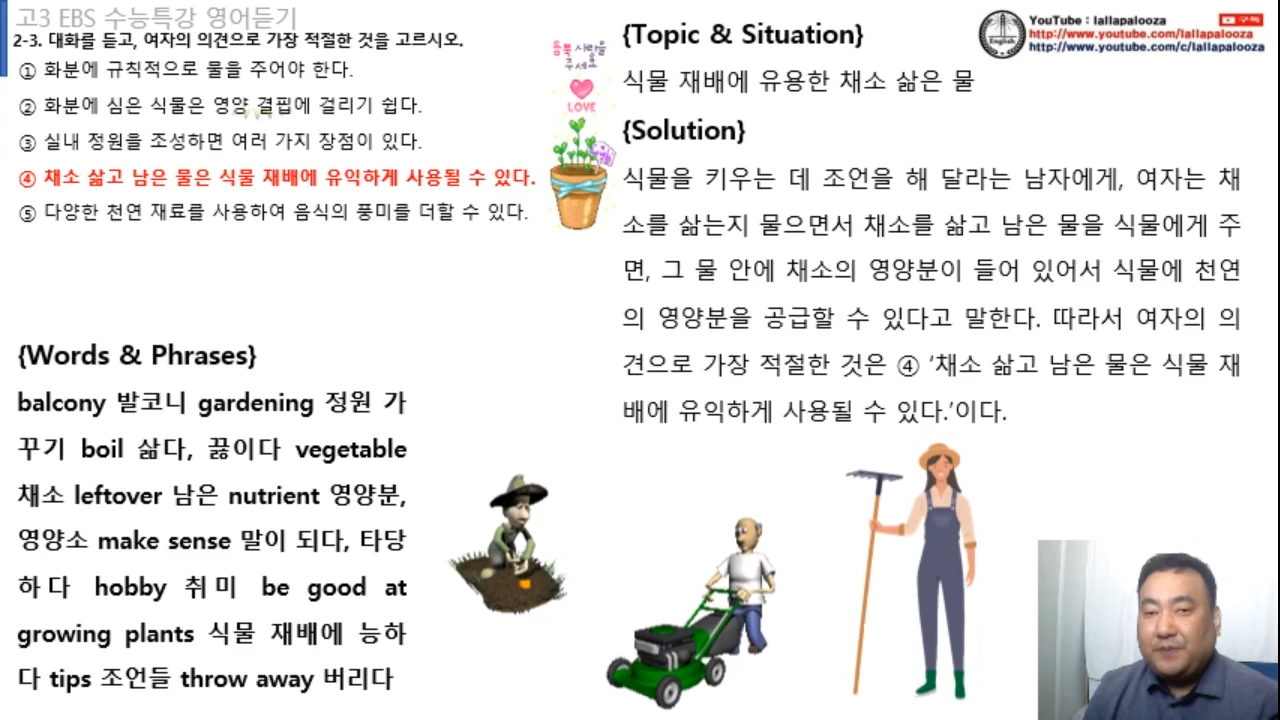 고3 EBS 수능특강 영어듣기
2-3. 대화를 듣고, 여자의 의견으로 가장 적절한 것을 고르시오.
① 화분에 규칙적으로 물을 주어야 한다.
② 화분에 심은 식물은 영양 결핍에 걸리기 쉽다.
③ 실내 정원을 조성하면 여러 가지 장점이 있다.
④ 채소 삶고 남은 물은 식물 재배에 유익하게 사용될 수 있다.
⑤ 다양한 천연 재료를 사용하여 음식의 풍미를 더할 수 있다.
듬뿍 사랑을
주세요
LOVE
{Words & Phrases}
balcony 발코니 gardening 정원 가
꾸기 boil 삶다, 끓이다 vegetable
채소 leftover 남은 nutrient 영양분,
영양소 make sense 말이 되다, 타당
하다 hobby 취미 be good at
growing plants 식물 재배에 능하
다 tips 조언들 throw away 버리다
{Topic & Situation}
식물 재배에 유용한 채소 삶은 물
{Solution}
식물을 키우는 데 조언을 해 달라는 남자에게, 여자는 채
소를 삶는지 물으면서 채소를 삶고 남은 물을 식물에게 주
면, 그 물 안에 채소의 영양분이 들어 있어서 식물에 천연
의 영양분을 공급할 수 있다고 말한다. 따라서 여자의 의
견으로 가장 적절한 것은 ④ ‘채소 삶고 남은 물은 식물 재
배에 유익하게 사용될 수 있다.’이다.
English
YouTube : lallapalooza
구독
http://www.youtube.com/lallapalooza
http://www.youtube.com/c/lallapalooza